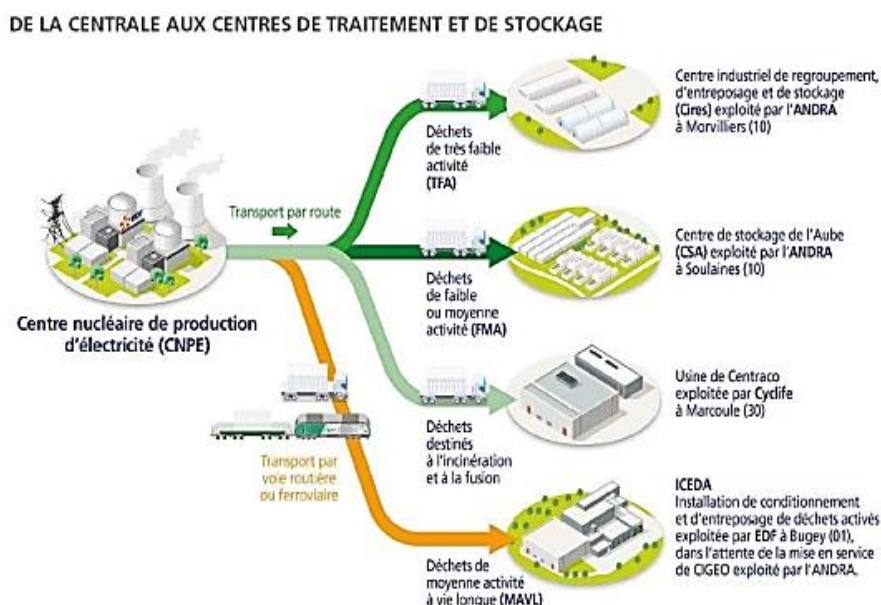 DE LA CENTRALE AUX CENTRES DE TRAITEMENT ET DE STOCKAGE
Centre industriel de regroupement,
d'entreposage et de stockage
(Cires) exploité par l'ANDRA
à Morvilliers (10)
Déchets
de très faible
activité
(TFA)
Transport par route
Centre de stockage de l'Aube
(CSA) exploité par l'ANDRA
à Soulaines (10)
Déchets
de faible
ou moyenne
activité (FMA)
Centre nucléaire de production
d'électricité (CNPE)
Usine de Centraco
exploitée par Cyclife
à Marcoule (30)
Déchets
destinés
à l'incinération
et à la fusion
Transport par
voie routière
ou ferroviaire
ICEDA
Installation de conditionnement
et d'entreposage de déchets activés
exploitée par EDF à Bugey (01),
dans l'attente de la mise en service
de CIGEO exploité par l'ANDRA.
Déchets de
moyenne activité
à vie longue (MAVL)